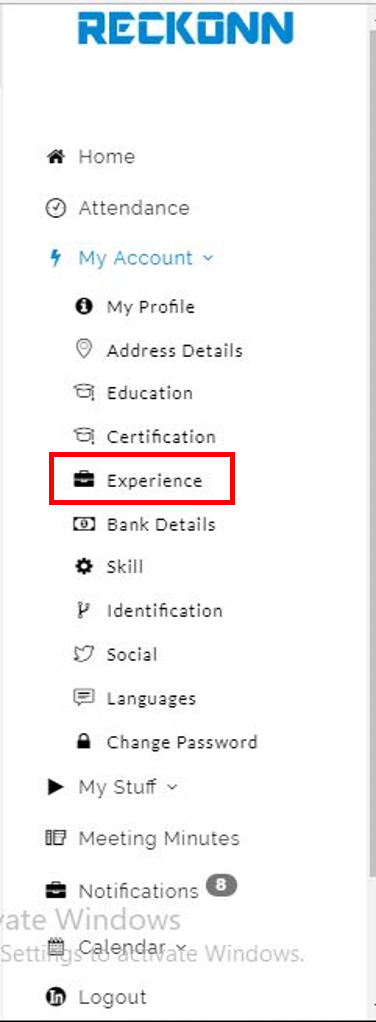 RECKONN
Home
Attendance
My Account
My Profile
Address Details
Education
Certification
Experience
Bank Details
Skill
Identification
Social
Languages
Change Password
My Stuff
Meeting Minutes
Notifications 8
vate Windows
Calendar
Settings to activate Windows.
Logout